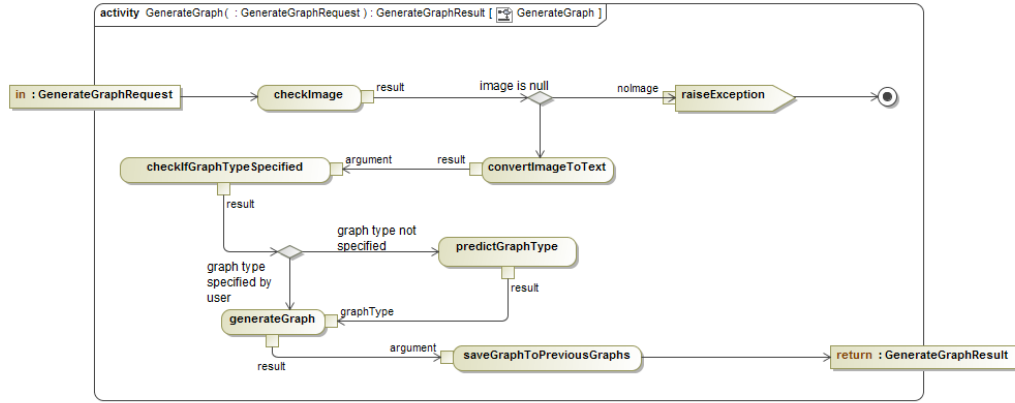 activity GenerateGraph( : GenerateGraphRequest ) : GenerateGraphResult [ GenerateGraph ]
in : GenerateGraphRequest
checkImage
result
image is null
noImage
raiseException
checkIfGraphTypeSpecified
argument
result
convertImageToText
result
graph type not
specified
predictGraphType
graph type
specified by
user
result
generateGraph
graphType
result
argument
saveGraphToPreviousGraphs
return : GenerateGraphResult